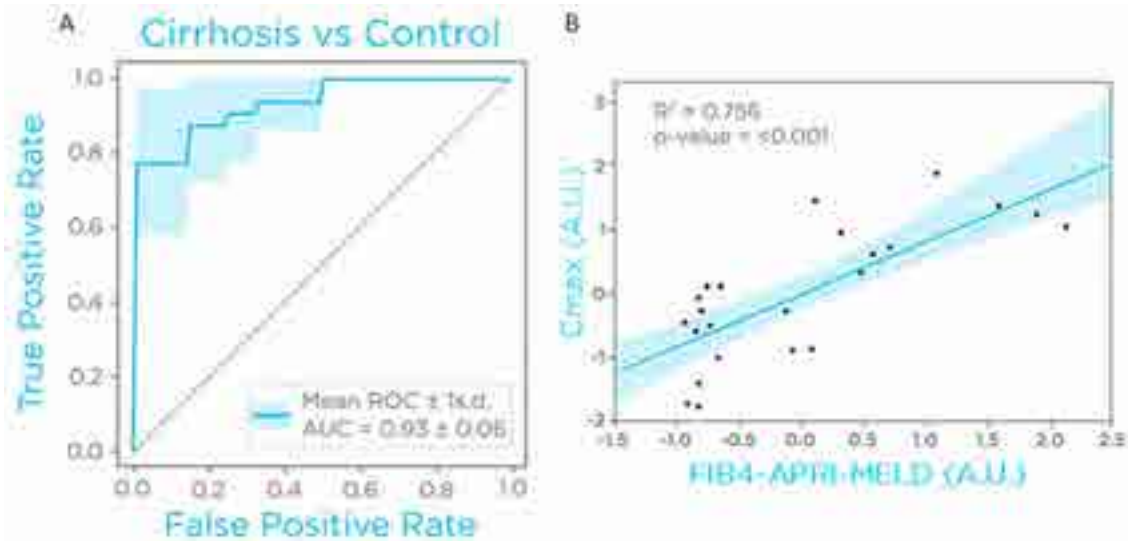 A
Cirrhosis vs Control
True Positive Rate
1.0
0.8
0.6
0.4
0.2
0.0
Mean ROC ± 1s.d.
AUC = 0.93 ± 0.06
0.0 0.2 0.4 0.6 0.8 1.0
False Positive Rate
B
R² = 0.756
p-value = <0.001
Cmax (A.U.)
3
2
1
0
-1
-2
-1.5 -1.0 -0.5 0.0 0.5 1.0 1.5 2.0 2.5
FIB4-APRI-MELD (A.U.)